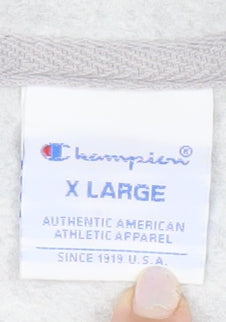 Champion®
X LARGE
AUTHENTIC AMERICAN
ATHLETIC APPAREL
SINCE 1919 U.S.A.